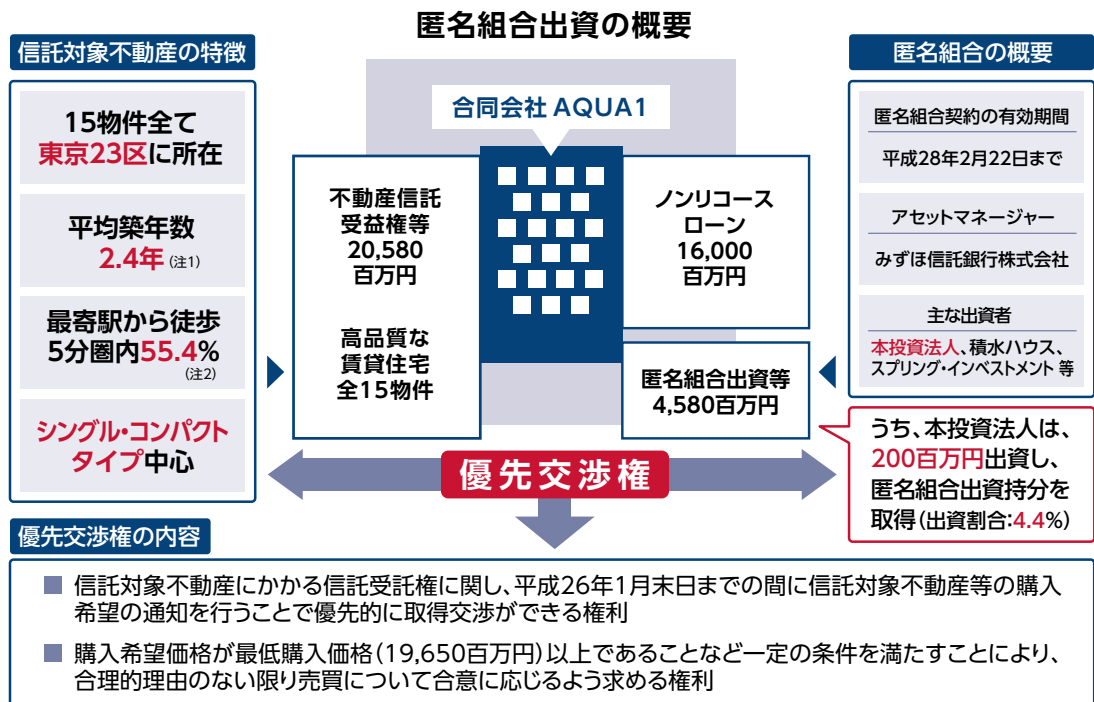 匿名組合出資の概要
信託対象不動産の特徴
15物件全て
東京23区に所在
平均築年数
2.4年(注1)
最寄駅から徒歩
5分圏内55.4%
(注2)
シングル・コンパクト
タイプ中心
合同会社 AQUA1
不動産信託
受益権等
20,580
百万円
高品質な
賃貸住宅
全15物件
ノンリコース
ローン
16,000
百万円
匿名組合出資等
4,580百万円
匿名組合の概要
匿名組合契約の有効期間
平成28年2月22日まで
アセットマネージャー
みずほ信託銀行株式会社
主な出資者
本投資法人、積水ハウス、
スプリング・インベストメント 等
うち、本投資法人は、
200百万円出資し、
匿名組合出資持分を
取得(出資割合:4.4%)
優先交渉権
優先交渉権の内容
■ 信託対象不動産にかかる信託受託権に関し、平成26年1月末日までの間に信託対象不動産等の購入
希望の通知を行うことで優先的に取得交渉ができる権利
■ 購入希望価格が最低購入価格(19,650百万円)以上であることなど一定の条件を満たすことにより、
合理的理由のない限り売買について合意に応じるよう求める権利